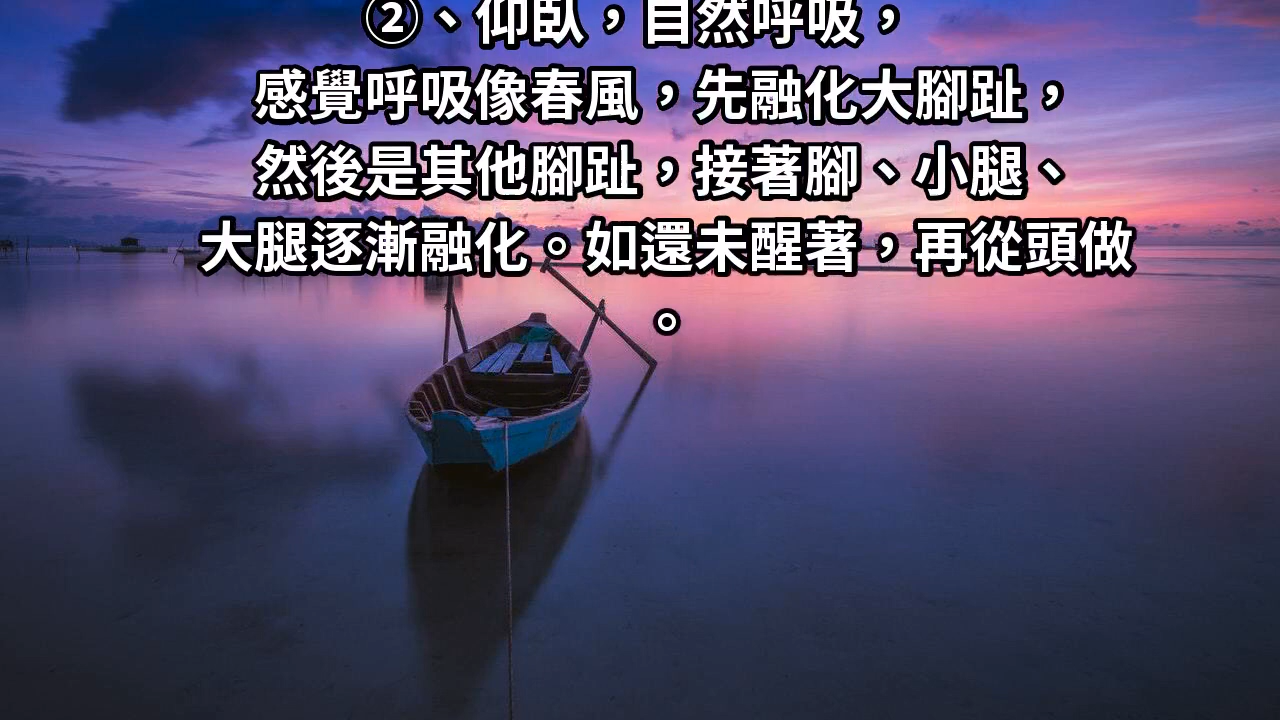 ②、仰臥，自然呼吸，
感覺呼吸像春風，先融化大腳趾，
然後是其他腳趾，接著腳、小腿、
大腿逐漸融化。如還未醒著，再從頭做
。